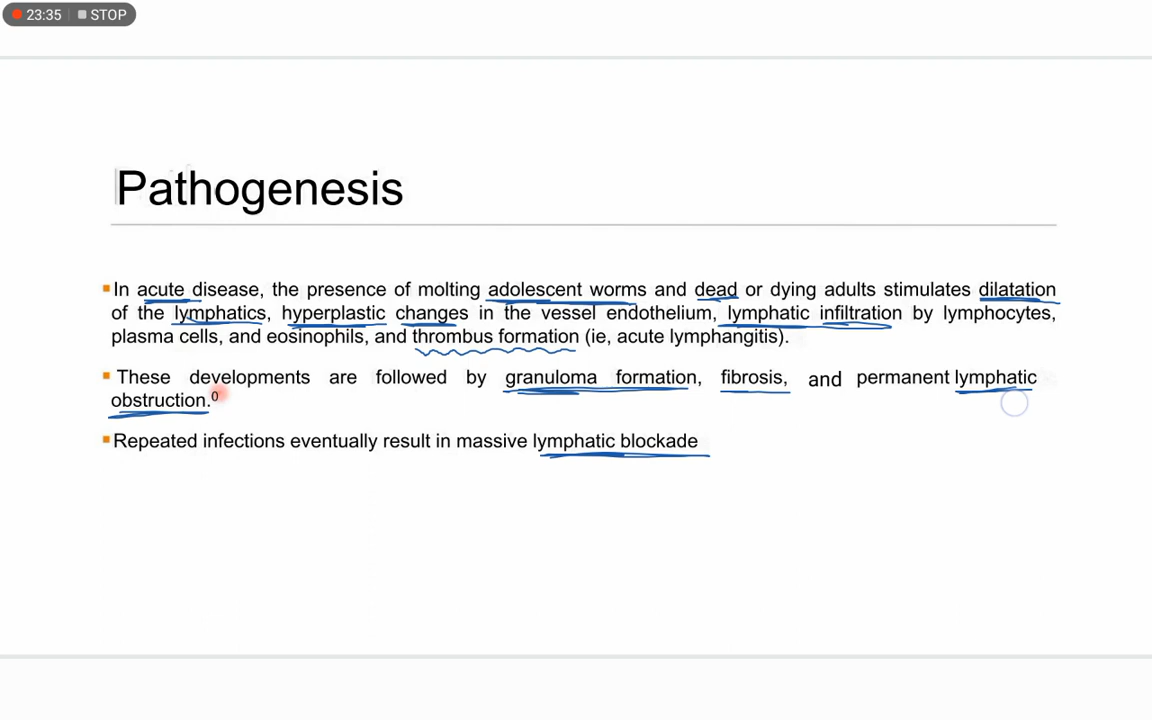 23:35 STOP
Pathogenesis
In acute disease, the presence of molting adolescent worms and dead or dying adults stimulates dilatation
of the lymphatics, hyperplastic changes in the vessel endothelium, lymphatic infiltration by lymphocytes,
plasma cells, and eosinophils, and thrombus formation (ie, acute lymphangitis).
These developments are followed by granuloma formation, fibrosis, and permanent lymphatic
obstruction.0
Repeated infections eventually result in massive lymphatic blockade